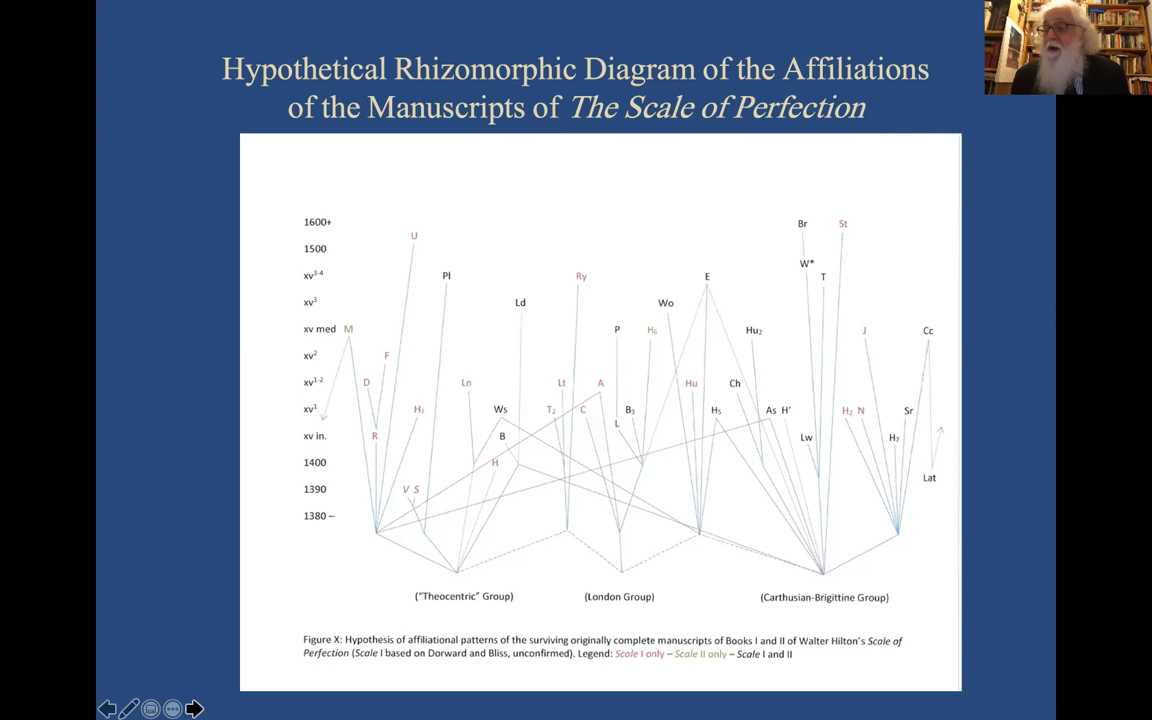 Hypothetical Rhizomorphic Diagram of the Affiliations
of the Manuscripts of The Scale of Perfection
1600+ Br St
1500 U
W*
xv3-4 Pl Ry E T
xv3 Ld Wo
xv med M P H6 Hu2 J Cc
xv2 F
xv1-2 D Ln Lt A Hu Ch
xv1 H3 Ws T2 C B3 H5 As H' H2 N Sr
L
xv in. R B Lw H7
1400 H
Lat
1390 V S
1380 –
("Theocentric" Group) (London Group) (Carthusian-Brigittine Group)
Figure X: Hypothesis of affiliational patterns of the surviving originally complete manuscripts of Books I and II of Walter Hilton's Scale of
Perfection (Scale I based on Dorward and Bliss, unconfirmed). Legend: Scale I only – Scale II only – Scale I and II